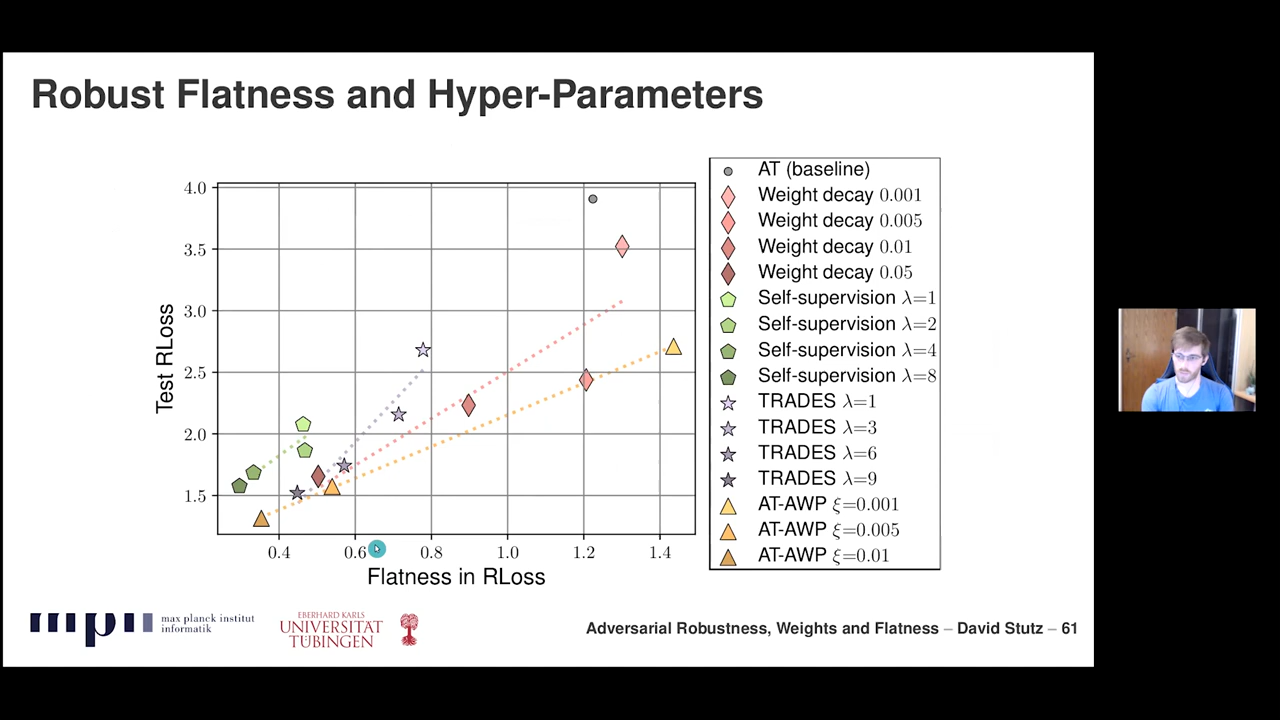 Robust Flatness and Hyper-Parameters
Test RLoss
4.0
3.5
3.0
2.5
2.0
1.5
0.4
0.6
0.8
1.0
1.2
1.4
Flatness in RLoss
AT (baseline)
Weight decay 0.001
Weight decay 0.005
Weight decay 0.01
Weight decay 0.05
Self-supervision λ=1
Self-supervision λ=2
Self-supervision λ=4
Self-supervision λ=8
TRADES λ=1
TRADES λ=3
TRADES λ=6
TRADES λ=9
AT-AWP ξ=0.001
AT-AWP ξ=0.005
AT-AWP ξ=0.01
mpii
max planck institut
informatik
EBERHARD KARLS
UNIVERSITÄT
TÜBINGEN
Adversarial Robustness, Weights and Flatness – David Stutz – 61